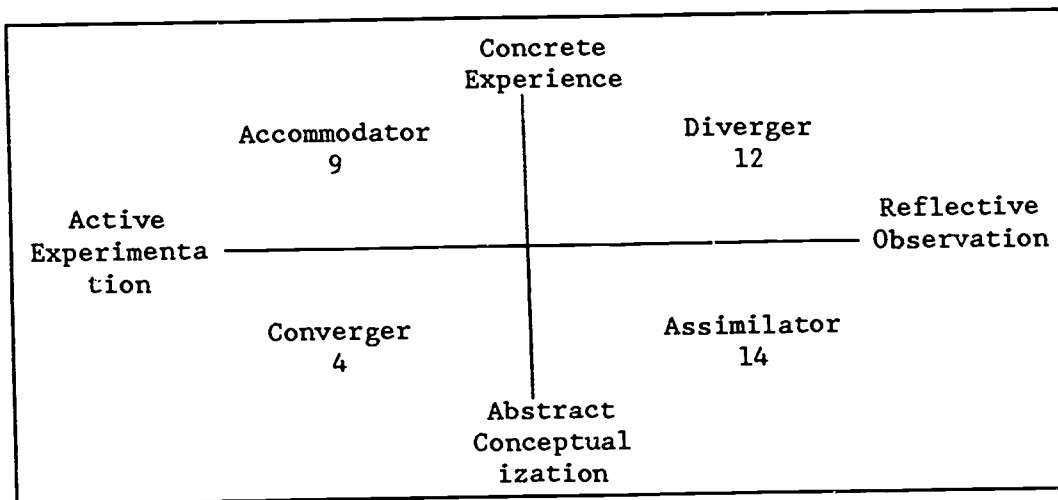 Concrete
Experience
Accommodator
9
Diverger
12
Active
Experimenta
tion
Reflective
Observation
Converger
4
Assimilator
14
Abstract
Conceptual
ization